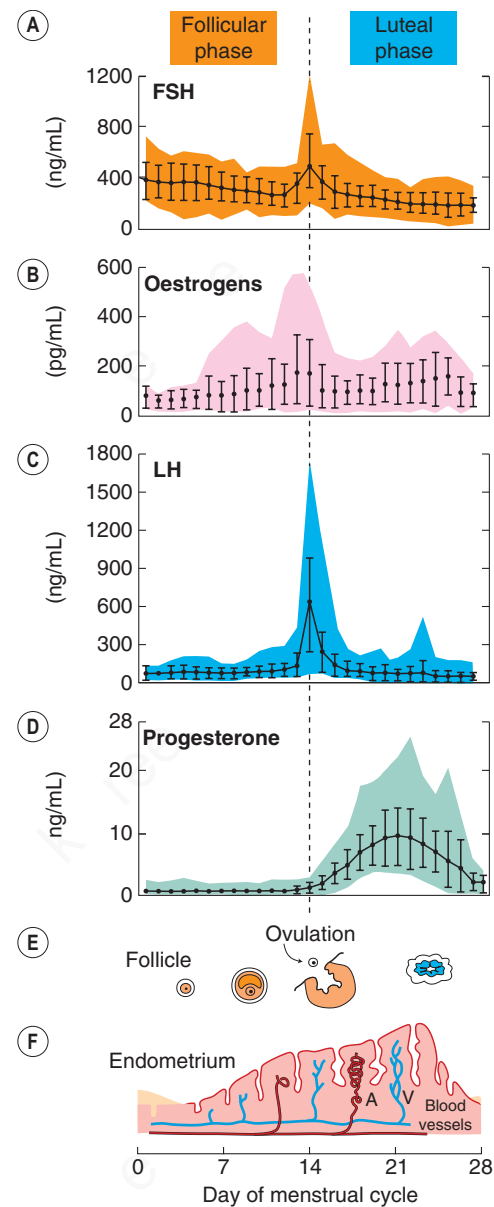 A
Follicular
phase
Luteal
phase
FSH
(ng/mL)
1200
800
400
0
B
Oestrogens
(pg/mL)
600
400
200
0
C
LH
(ng/mL)
1800
1500
1200
900
600
300
0
D
Progesterone
ng/mL)
28
20
10
0
E
Follicle
Ovulation
F
Endometrium
A
V
Blood
vessels
0 7 14 21 28
Day of menstrual cycle